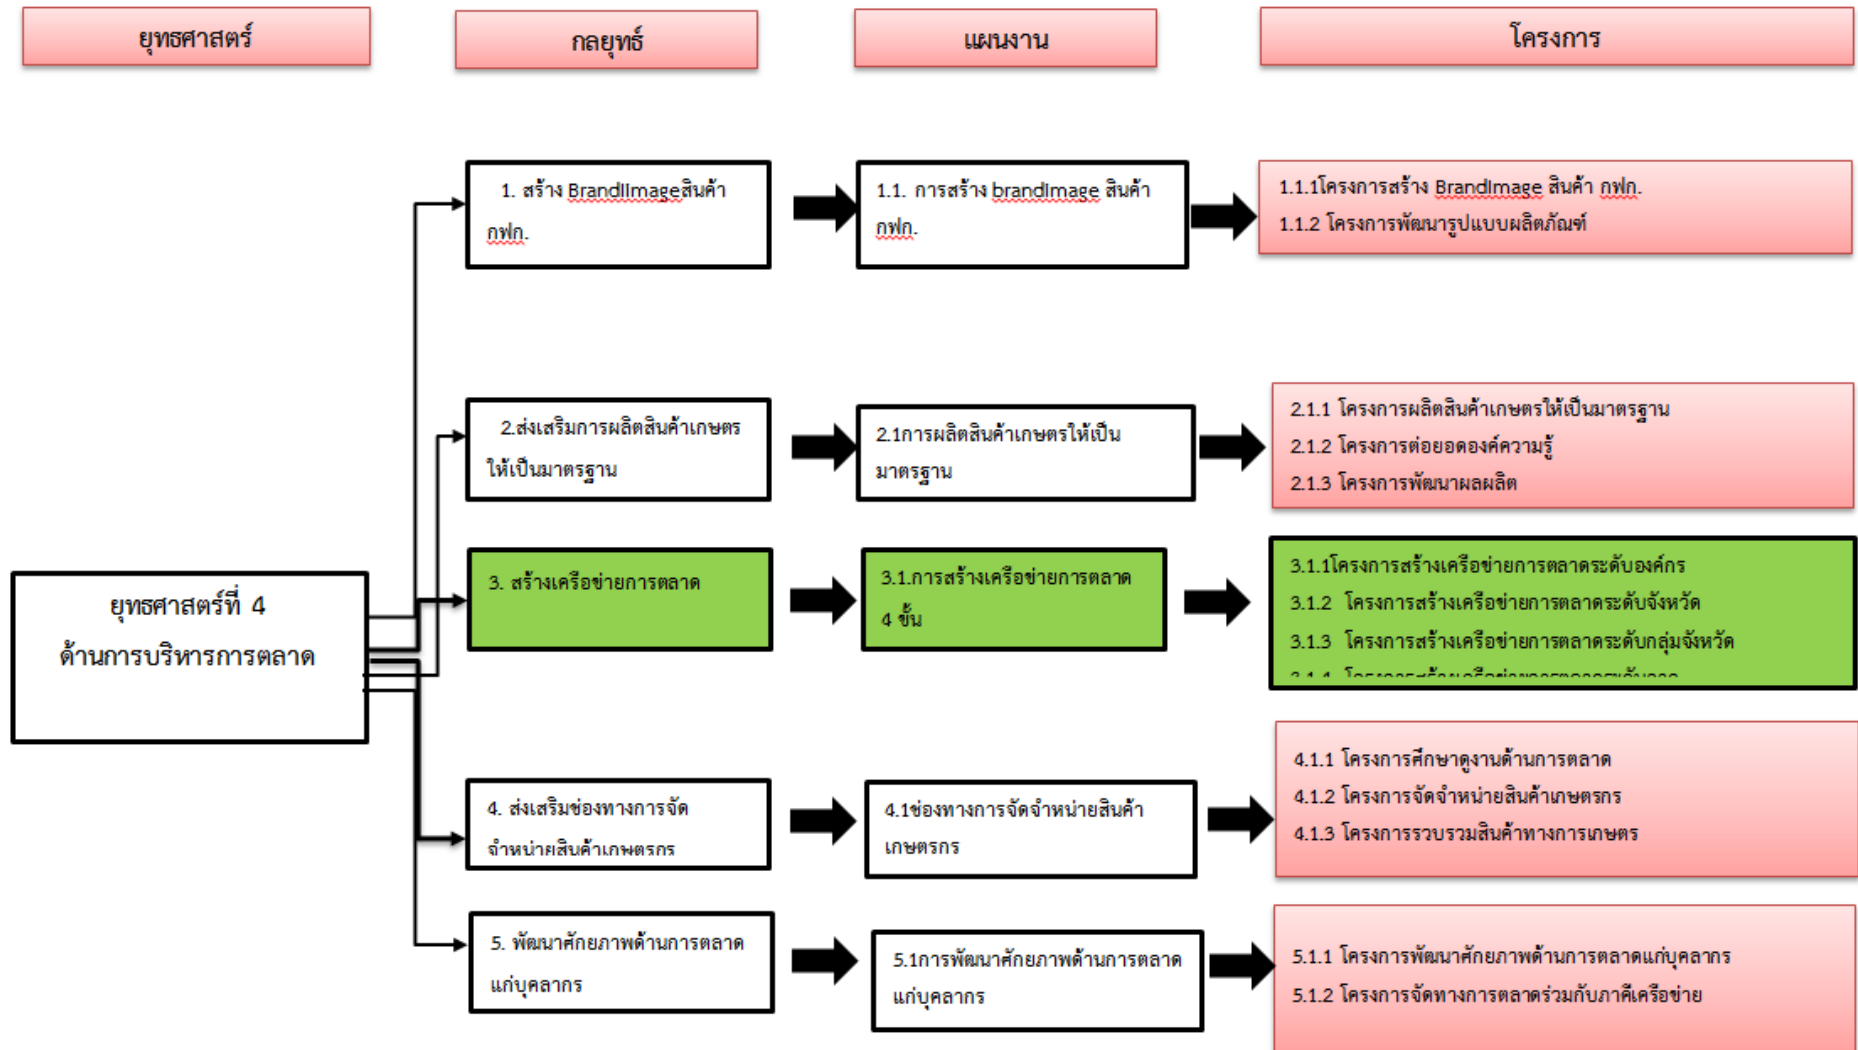 ยุทธศาสตร์
กลยุทธ์
แผนงาน
โครงการ
1. สร้าง BrandIImageสินค้า
กฟก.
1.1. การสร้าง brandImage สินค้า
กฟก.
1.1.1โครงการสร้าง BrandImage สินค้า กฟก.
1.1.2 โครงการพัฒนารูปแบบผลิตภัณฑ์
2.ส่งเสริมการผลิตสินค้าเกษตร
ให้เป็นมาตรฐาน
2.1การผลิตสินค้าเกษตรให้เป็น
มาตรฐาน
2.1.1 โครงการผลิตสินค้าเกษตรให้เป็นมาตรฐาน
2.1.2 โครงการต่อยอดองค์ความรู้
2.1.3 โครงการพัฒนาผลผลิต
ยุทธศาสตร์ที่ 4
ด้านการบริหารการตลาด
3. สร้างเครือข่ายการตลาด
3.1.การสร้างเครือข่ายการตลาด
4 ขั้น
3.1.1โครงการสร้างเครือข่ายการตลาดระดับองค์กร
3.1.2 โครงการสร้างเครือข่ายการตลาดระดับจังหวัด
3.1.3 โครงการสร้างเครือข่ายการตลาดระดับกลุ่มจังหวัด
3.1.4 โครงการสร้างเครือข่ายการตลาดระดับภาค
4. ส่งเสริมช่องทางการจัด
จำหน่ายสินค้าเกษตรกร
4.1ช่องทางการจัดจำหน่ายสินค้า
เกษตรกร
4.1.1 โครงการศึกษาดูงานด้านการตลาด
4.1.2 โครงการจัดจำหน่ายสินค้าเกษตรกร
4.1.3 โครงการรวบรวมสินค้าทางการเกษตร
5. พัฒนาศักยภาพด้านการตลาด
แก่บุคลากร
5.1การพัฒนาศักยภาพด้านการตลาด
แก่บุคลากร
5.1.1 โครงการพัฒนาศักยภาพด้านการตลาดแก่บุคลากร
5.1.2 โครงการจัดทางการตลาดร่วมกับภาคีเครือข่าย